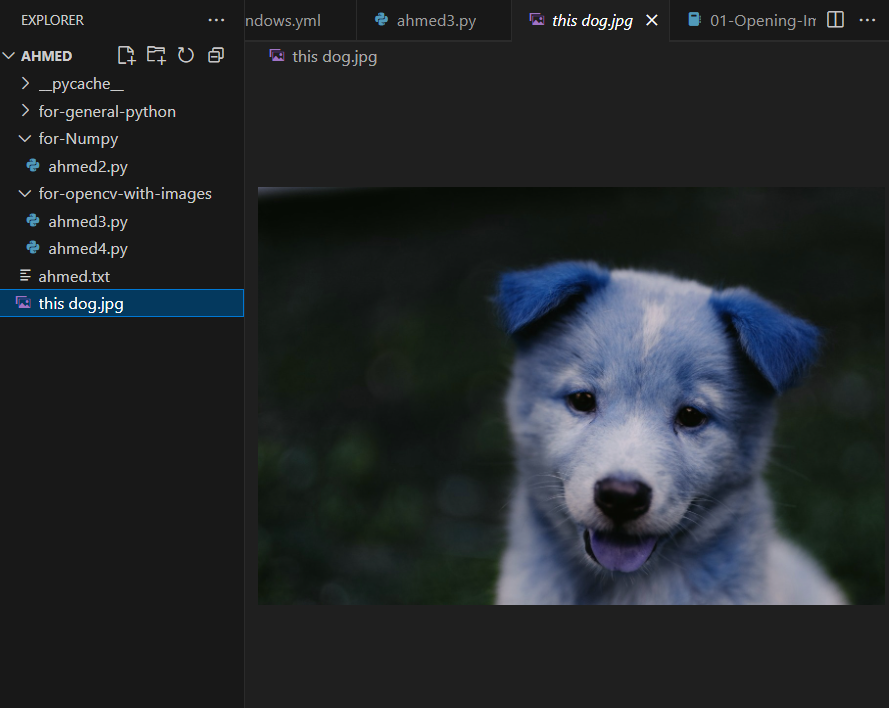 EXPLORER
AHMED
__pycache__
for-general-python
for-Numpy
ahmed2.py
for-opencv-with-images
ahmed3.py
ahmed4.py
ahmed.txt
this dog.jpg
ndows.yml ahmed3.py this dog.jpg 01-Opening-Im
this dog.jpg